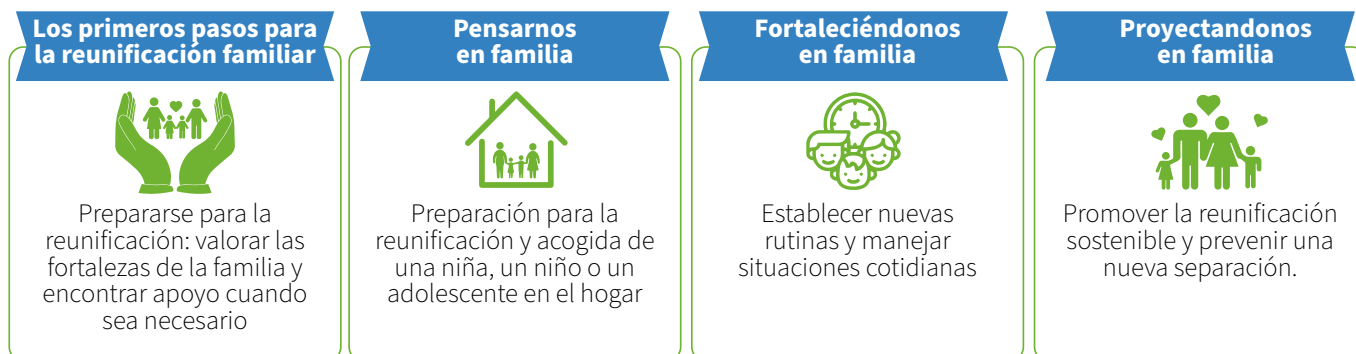 Los primeros pasos para
la reunificación familiar
Prepararse para la
reunificación: valorar las
fortalezas de la familia y
encontrar apoyo cuando
sea necesario
Pensarnos
en familia
Preparación para la
reunificación y acogida de
una niña, un niño o un
adolescente en el hogar
Fortaleciéndonos
en familia
Establecer nuevas
rutinas y manejar
situaciones cotidianas
Proyectandonos
en familia
Promover la reunificación
sostenible y prevenir una
nueva separación.